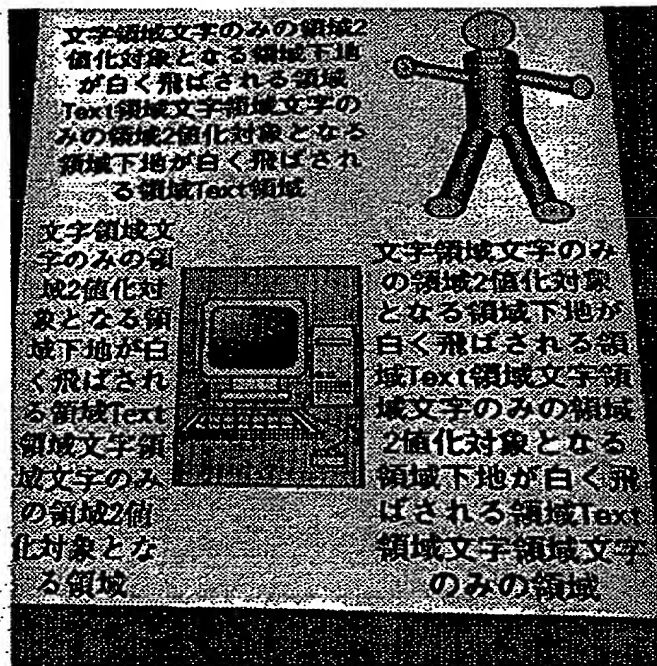 文字領域文字のみの領域2
値化対象となる領域下地
が白く飛ばされる領域
Text領域文字領域文字の
みの領域2値化対象となる
領域下地が白く飛ばされ
る領域Text領域
文字領域文
字のみの領
域2値化対
象となる領
域下地が白
く飛ばされ
る領域Text
領域文字領
域文字のみ
の領域2値
化対象とな
る領域
文字領域文字のみ
の領域2値化対象
となる領域下地が
白く飛ばされる領
域Text領域文字領
域文字のみの領域
2値化対象となる
領域下地が白く飛
ばされる領域Text
領域文字領域文字
のみの領域